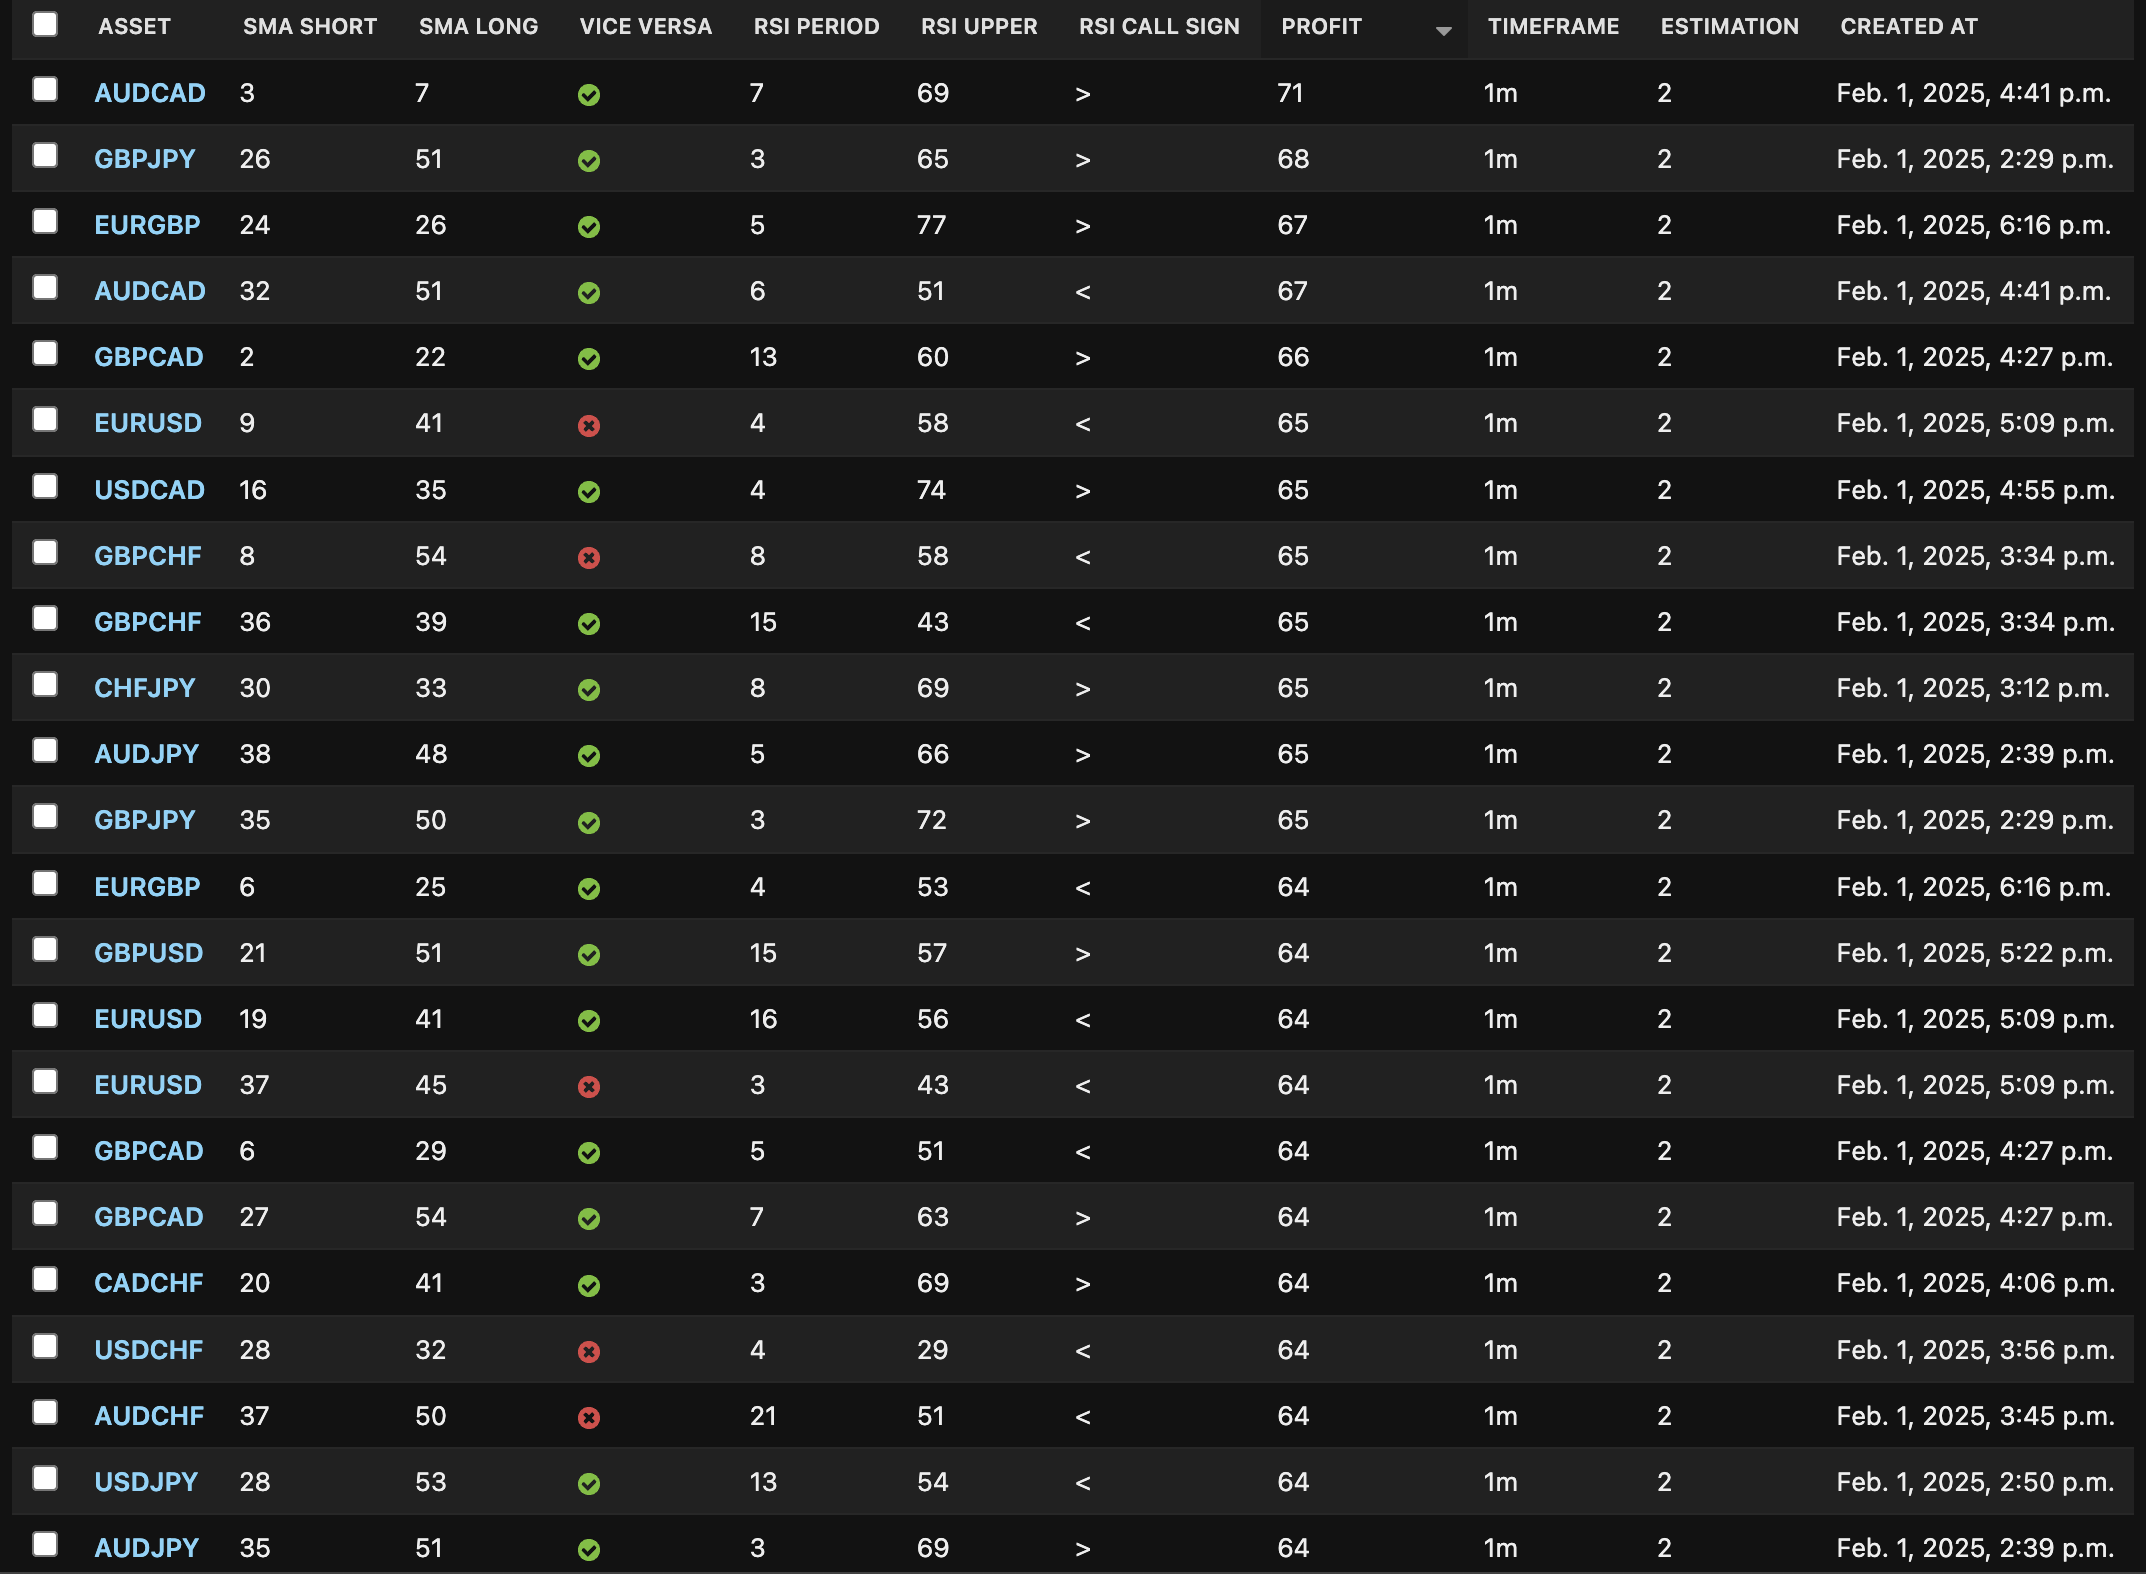 ASSET SMA SHORT SMA LONG VICE VERSA RSI PERIOD RSI UPPER RSI CALL SIGN PROFIT TIMEFRAME ESTIMATION CREATED AT
AUDCAD 3 7 7 69 > 71 1m 2 Feb. 1, 2025, 4:41 p.m.
GBPJPY 26 51 3 65 > 68 1m 2 Feb. 1, 2025, 2:29 p.m.
EURGBP 24 26 5 77 > 67 1m 2 Feb. 1, 2025, 6:16 p.m.
AUDCAD 32 51 6 51 < 67 1m 2 Feb. 1, 2025, 4:41 p.m.
GBPCAD 2 22 13 60 > 66 1m 2 Feb. 1, 2025, 4:27 p.m.
EURUSD 9 41 4 58 < 65 1m 2 Feb. 1, 2025, 5:09 p.m.
USDCAD 16 35 4 74 > 65 1m 2 Feb. 1, 2025, 4:55 p.m.
GBPCHF 8 54 8 58 < 65 1m 2 Feb. 1, 2025, 3:34 p.m.
GBPCHF 36 39 15 43 < 65 1m 2 Feb. 1, 2025, 3:34 p.m.
CHFJPY 30 33 8 69 > 65 1m 2 Feb. 1, 2025, 3:12 p.m.
AUDJPY 38 48 5 66 > 65 1m 2 Feb. 1, 2025, 2:39 p.m.
GBPJPY 35 50 3 72 > 65 1m 2 Feb. 1, 2025, 2:29 p.m.
EURGBP 6 25 4 53 < 64 1m 2 Feb. 1, 2025, 6:16 p.m.
GBPUSD 21 51 15 57 > 64 1m 2 Feb. 1, 2025, 5:22 p.m.
EURUSD 19 41 16 56 < 64 1m 2 Feb. 1, 2025, 5:09 p.m.
EURUSD 37 45 3 43 < 64 1m 2 Feb. 1, 2025, 5:09 p.m.
GBPCAD 6 29 5 51 < 64 1m 2 Feb. 1, 2025, 4:27 p.m.
GBPCAD 27 54 7 63 > 64 1m 2 Feb. 1, 2025, 4:27 p.m.
CADCHF 20 41 3 69 > 64 1m 2 Feb. 1, 2025, 4:06 p.m.
USDCHF 28 32 4 29 < 64 1m 2 Feb. 1, 2025, 3:56 p.m.
AUDCHF 37 50 21 51 < 64 1m 2 Feb. 1, 2025, 3:45 p.m.
USDJPY 28 53 13 54 < 64 1m 2 Feb. 1, 2025, 2:50 p.m.
AUDJPY 35 51 3 69 > 64 1m 2 Feb. 1, 2025, 2:39 p.m.